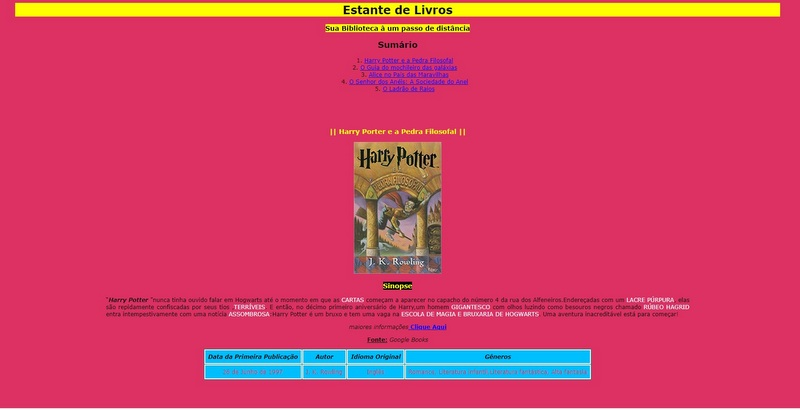 Estante de Livros
Sua Biblioteca à um passo de distância
Sumário
1. Harry Potter e a Pedra Filosofal
2. O Guia do mochileiro das galáxias
3. Alice no País das Maravilhas
4. O Senhor dos Anéis: A Sociedade do Anel
5. O Ladrão de Raios
|| Harry Porter e a Pedra Filosofal ||
Harry Potter
PEDRA FILOSOFAL
J. K. Rowling
Sinopse
"Harry Potter "nunca tinha ouvido falar em Hogwarts até o momento em que as CARTAS começam a aparecer no capacho do número 4 da rua dos Alfeneiros.Endereçadas com um LACRE PÚRPURA, elas
são rapidamente confiscadas por seus tios TERRÍVEIS. E então, no décimo primeiro aniversário de Harry,um homem GIGANTESCO com olhos luzindo como besouros negros chamado RÚBEO HAGRID
entra intempestivamente com uma notícia ASSOMBROSA:Harry Potter é um bruxo e tem uma vaga na ESCOLA DE MAGIA E BRUXARIA DE HOGWARTS. Uma aventura inacreditável está para começar!
maiores informações Clique Aqui
Fonte: Google Books
Data da Primeira Publicação Autor Idioma Original Gêneros
26 de Junho de 1997 J. K. Rowling Inglês Romance, Literatura Infantil,Literatura fantástica, Alta fantasia